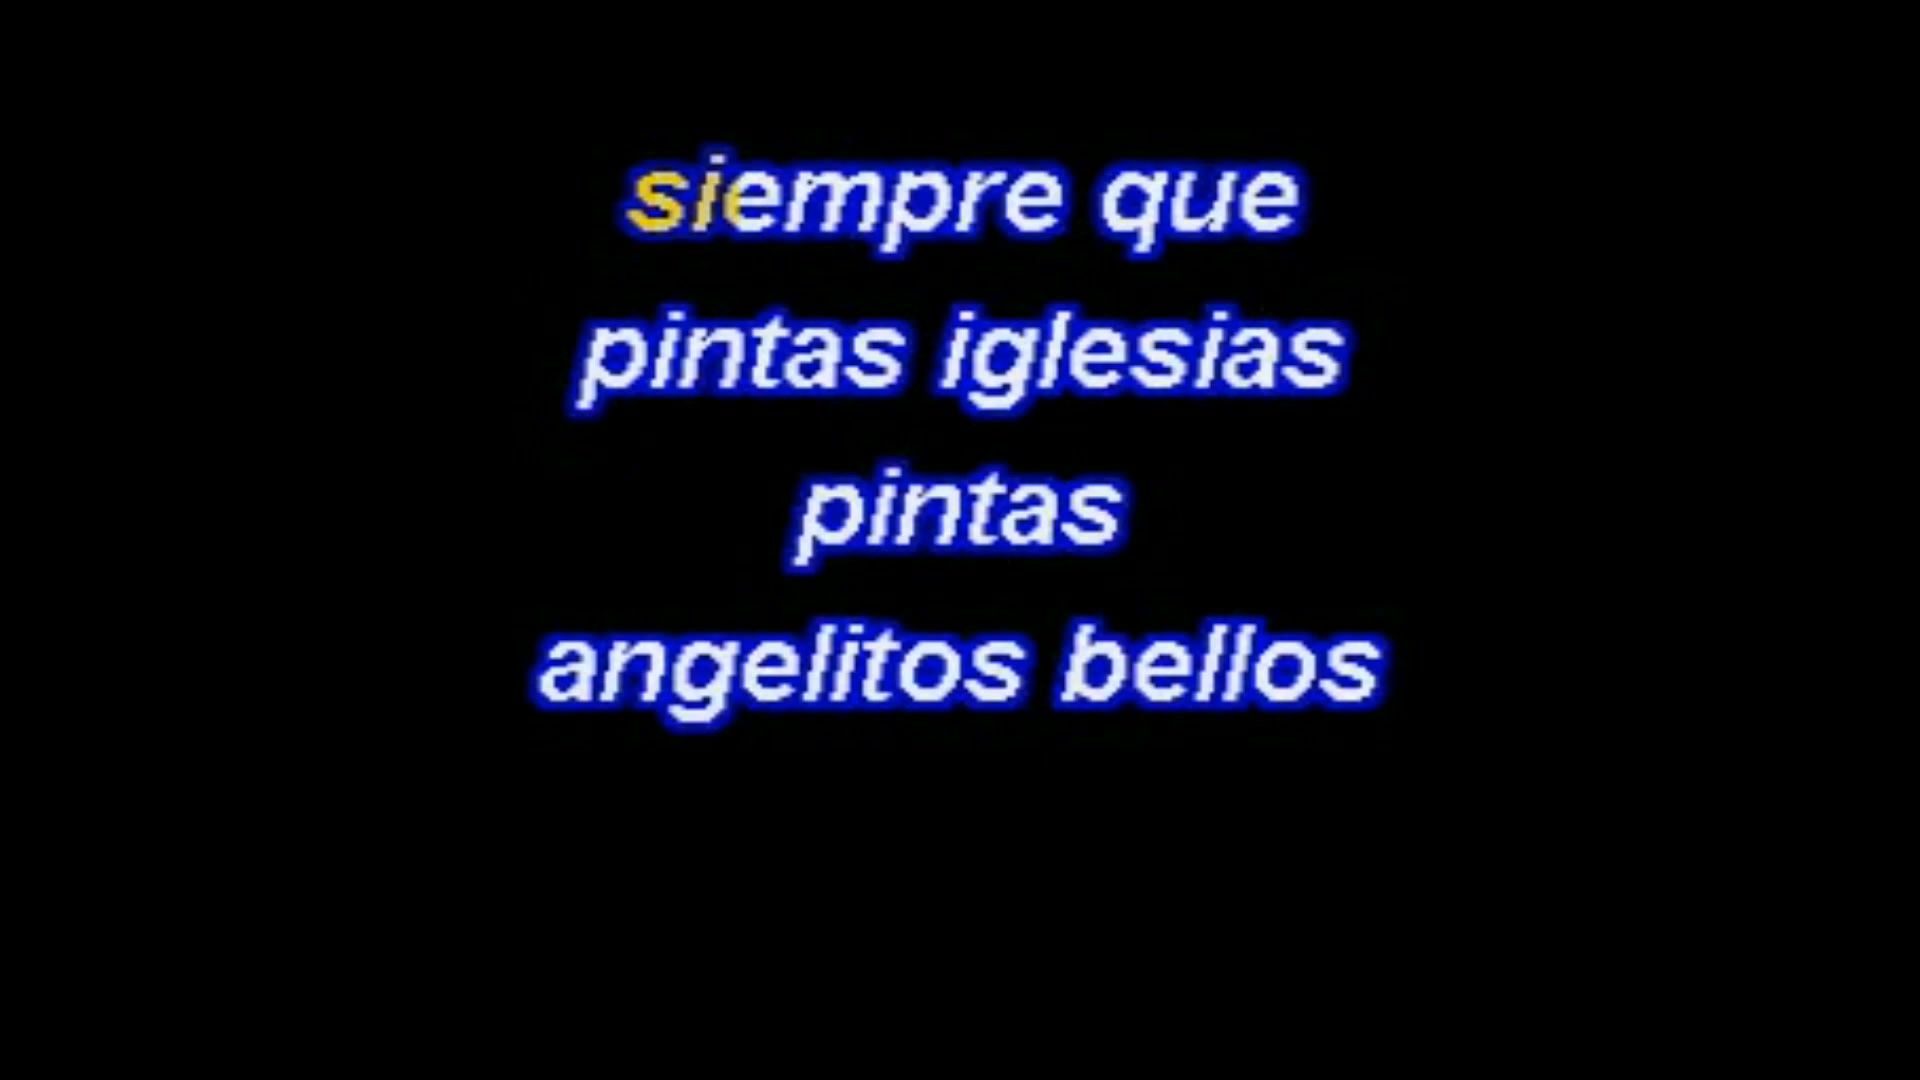 siempre que
pintas iglesias
pintas
angelitos bellos